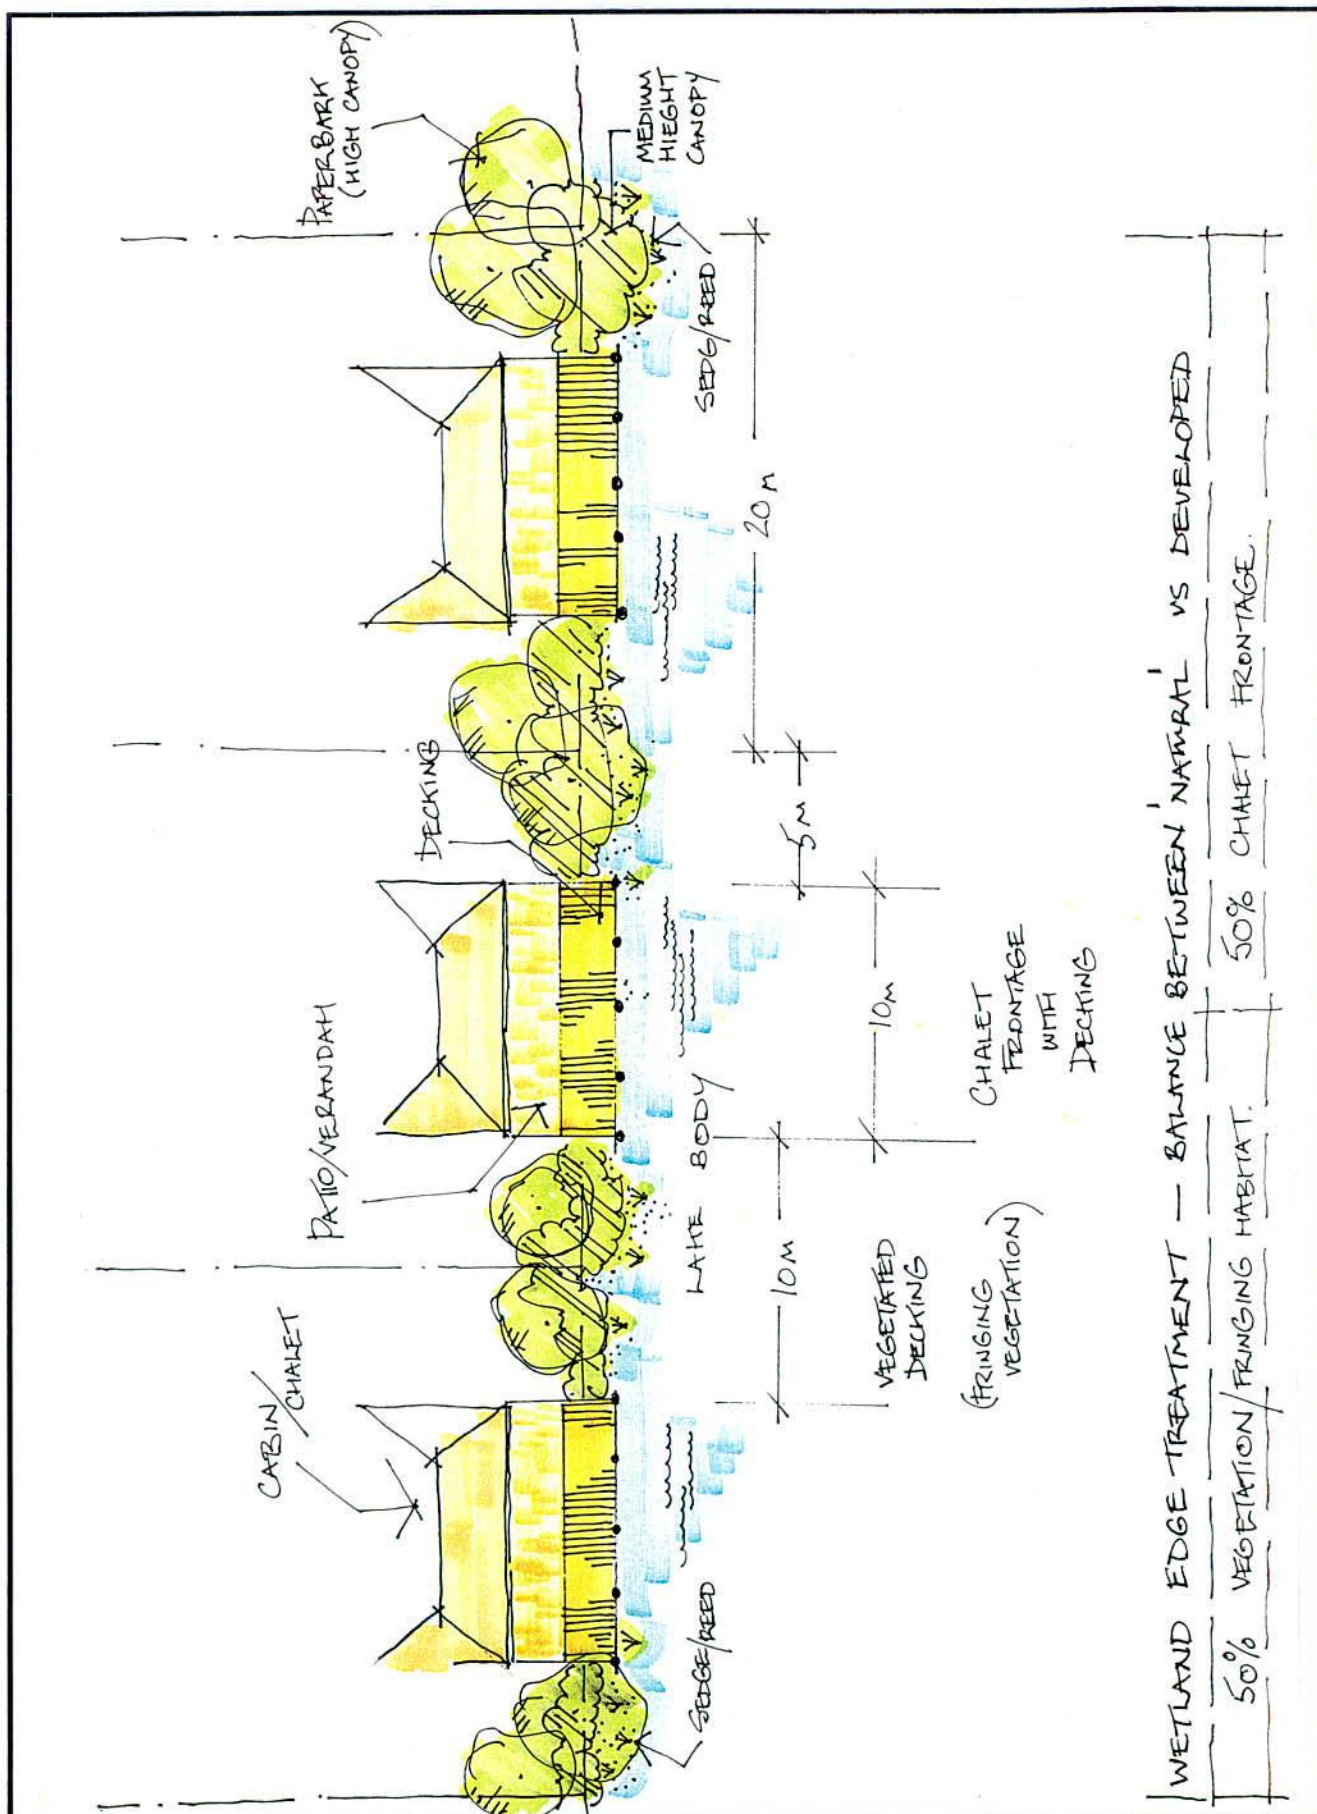 CABIN/
CHALET
PATIO/VERANDAH
DECKING
PAPERBARK
(HIGH CANOPY)
SEDGE/REED
LAKE BODY
SEDG/REED
MEDIUM
HIEGHT
CANOPY
10M
10M
5M
20M
VEGETATED
DECKING
(FRINGING
VEGETATION)
CHALET
FRONTAGE
WITH
DECKING
WETLAND EDGE TREATMENT — BALANCE BETWEEN 'NATURAL' VS 'DEVELOPED
50% VEGETATION/FRINGING HABITAT. 50% CHALET FRONTAGE.